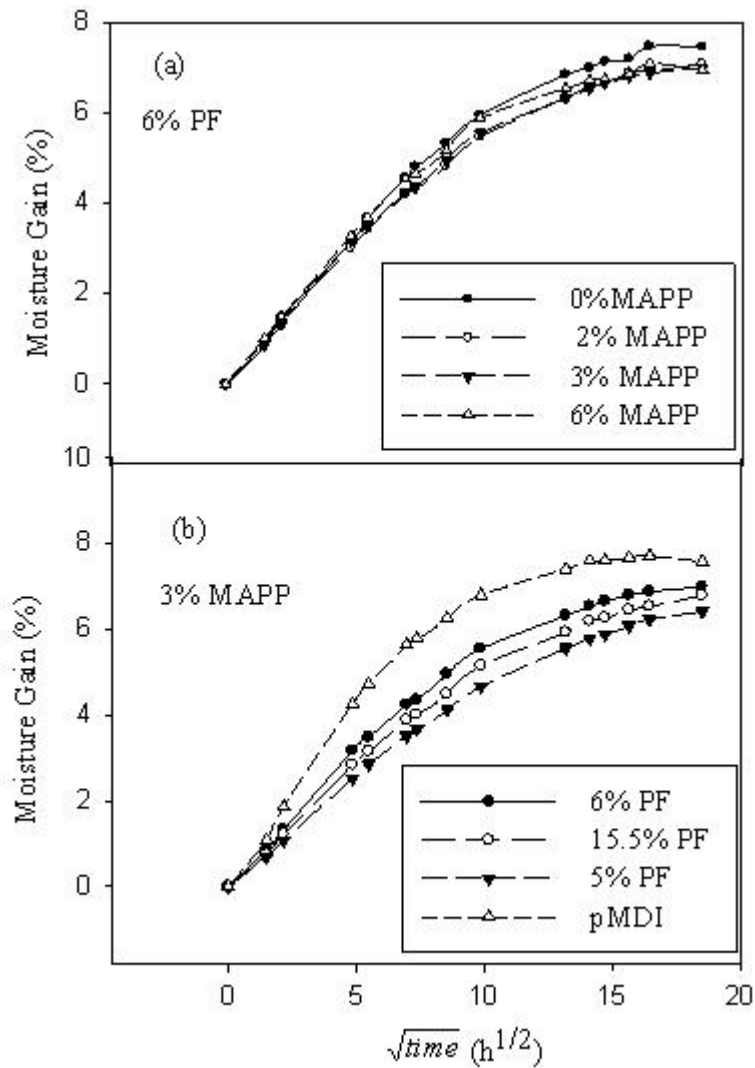 8
(a)
6
6% PF
Moisture Gain (%)
4
2
0
0%MAPP
2% MAPP
3% MAPP
6% MAPP
10
(b)
8
3% MAPP
6
Moisture Gain (%)
4
2
0
6% PF
15.5% PF
5% PF
pMDI
0 5 10 15 20
√time (h^1/2)